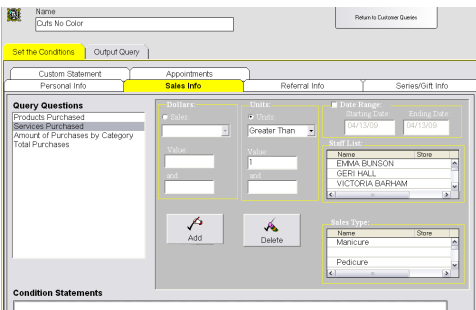 Name
Cuts No Color
Return to Customer Queries
Set the Conditions
Output Query
Custom Statement
Appointments
Personal Info
Sales Info
Referral Info
Series/Gift Info
Query Questions
Products Purchased
Services Purchased
Amount of Purchases by Category
Total Purchases
Dollars:
Sales
Value:
and
Units:
Units
Greater Than
Value:
1
and
Date Range:
Starting Date:
Ending Date
04/13/09
04/13/09
Staff List:
Name
Store
EMMA BUNSON
GERI HALL
VICTORIA BARHAM
Add
Delete
Sales Type:
Name
Store
Manicure
Pedicure
Condition Statements